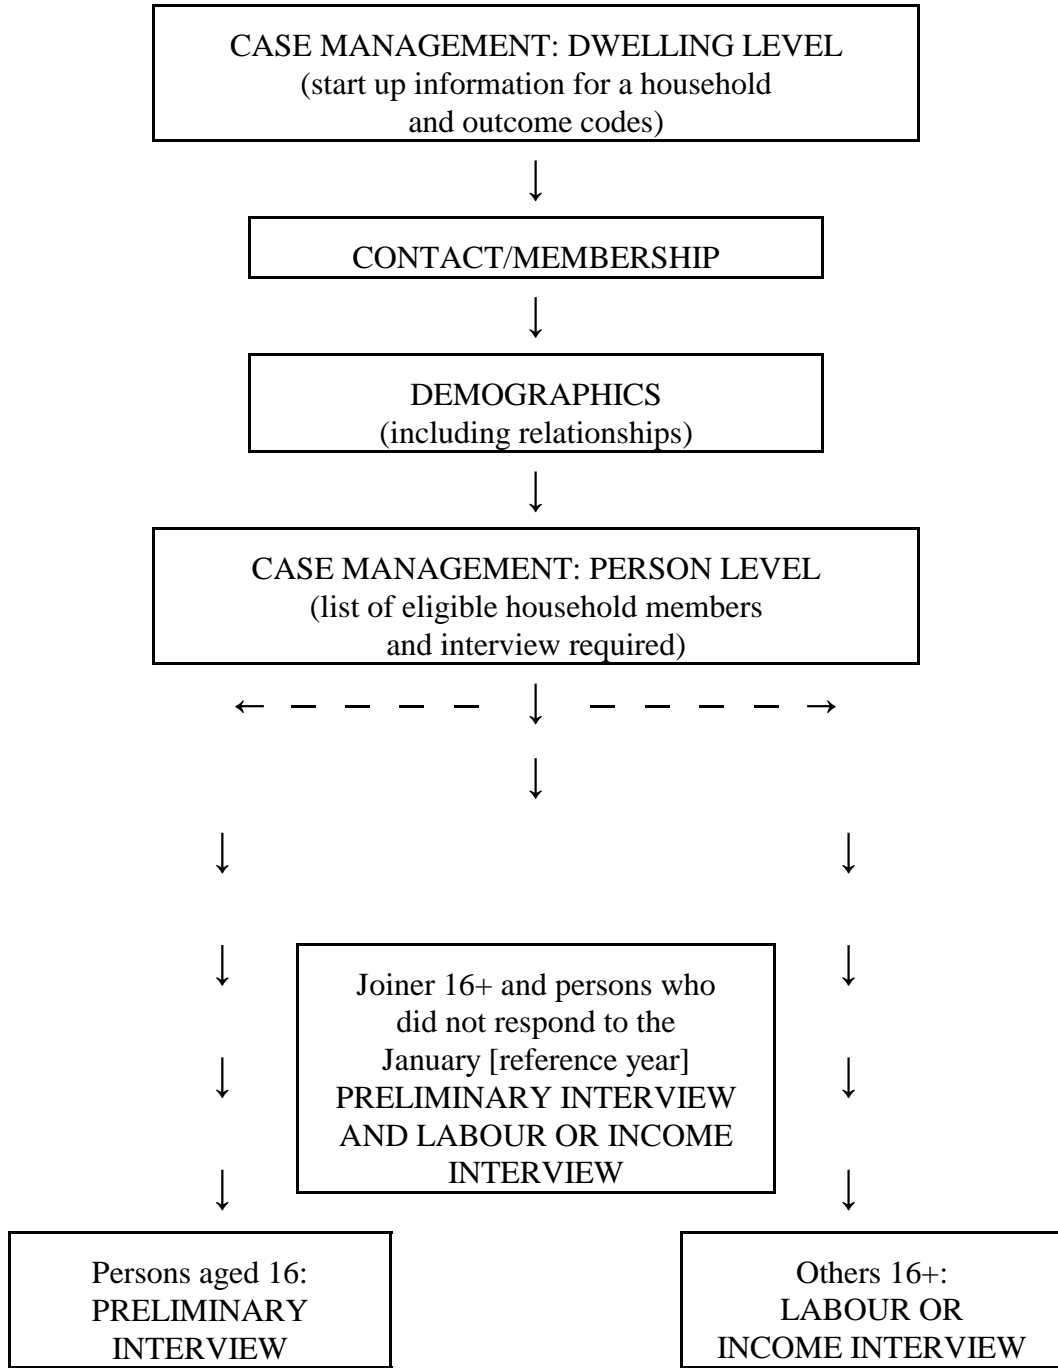 CASE MANAGEMENT: DWELLING LEVEL
(start up information for a household
and outcome codes)
↓
CONTACT/MEMBERSHIP
↓
DEMOGRAPHICS
(including relationships)
↓
CASE MANAGEMENT: PERSON LEVEL
(list of eligible household members
and interview required)
Joiner 16+ and persons who
did not respond to the
January [reference year]
PRELIMINARY INTERVIEW
AND LABOUR OR INCOME
INTERVIEW
Persons aged 16:
PRELIMINARY
INTERVIEW
Others 16+:
LABOUR OR
INCOME INTERVIEW